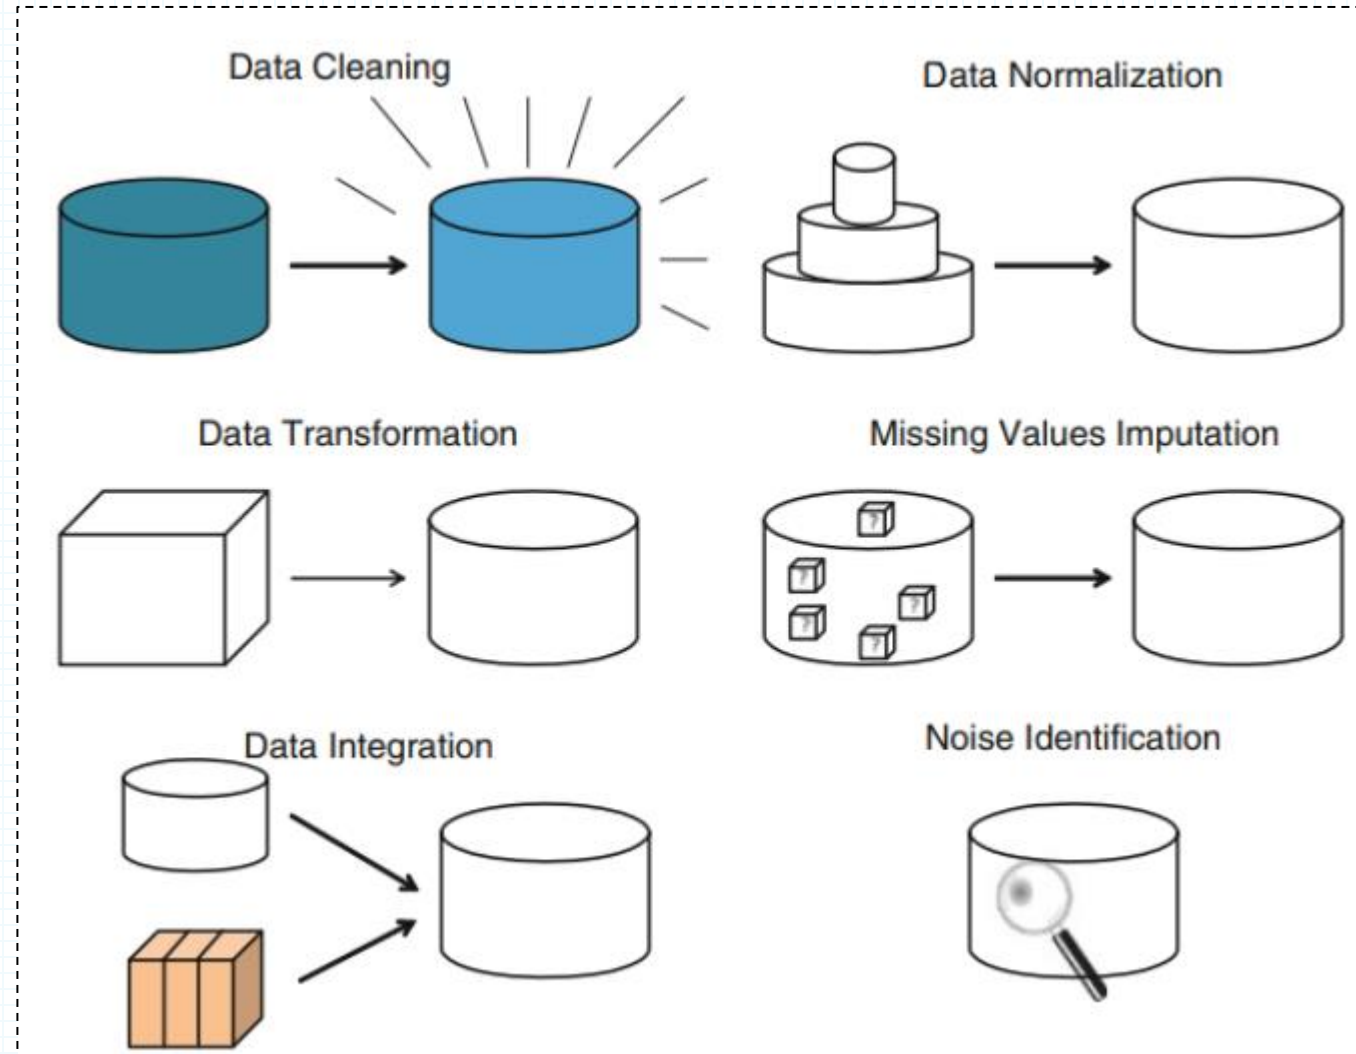 Data Cleaning
Data Normalization
Data Transformation
Missing Values Imputation
?
?
?
?
?
Data Integration
Noise Identification